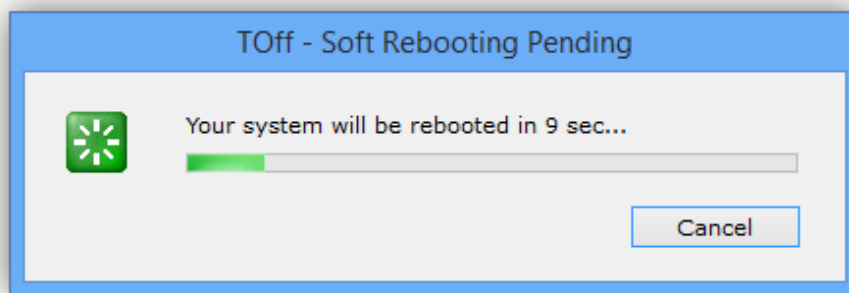 TOff - Soft Rebooting Pending
Your system will be rebooted in 9 sec...
Cancel